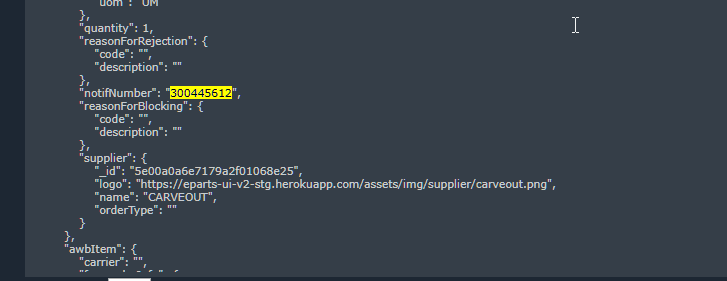 "uom": "UM"
},
"quantity": 1,
"reasonForRejection": {
"code": "",
"description": ""
},
"notifNumber": "300445612",
"reasonForBlocking": {
"code": "",
"description": ""
},
"supplier": {
"_id": "5e00a0a6e7179a2f01068e25",
"logo": "https://eparts-ui-v2-stg.herokuapp.com/assets/img/supplier/carveout.png",
"name": "CARVEOUT",
"orderType": ""
}
},
"awbItem": {
"carrier": "",